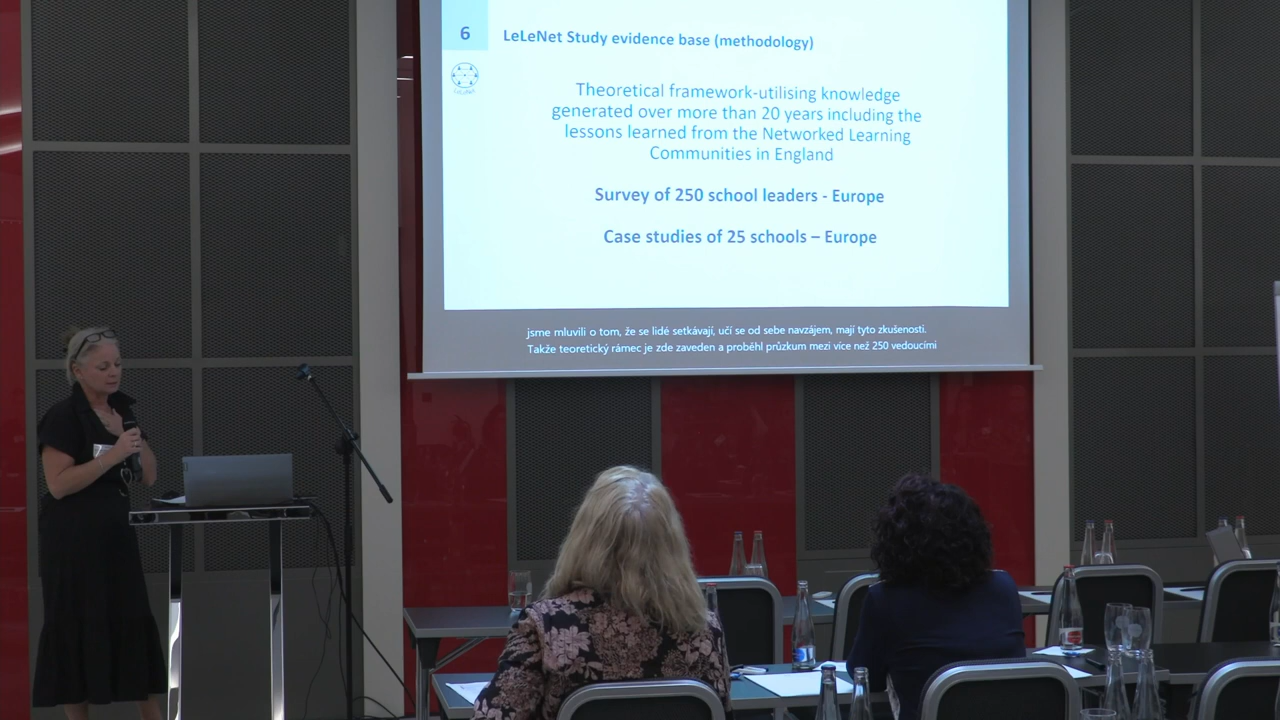 6
LeLeNet Study evidence base (methodology)
LeLeNet
Theoretical framework-utilising knowledge
generated over more than 20 years including the
lessons learned from the Networked Learning
Communities in England
Survey of 250 school leaders - Europe
Case studies of 25 schools – Europe
jsme mluvili o tom, že se lidé setkávají, učí se od sebe navzájem, mají tyto zkušenosti.
Takže teoretický rámec je zde zaveden a proběhl průzkum mezi více než 250 vedoucími